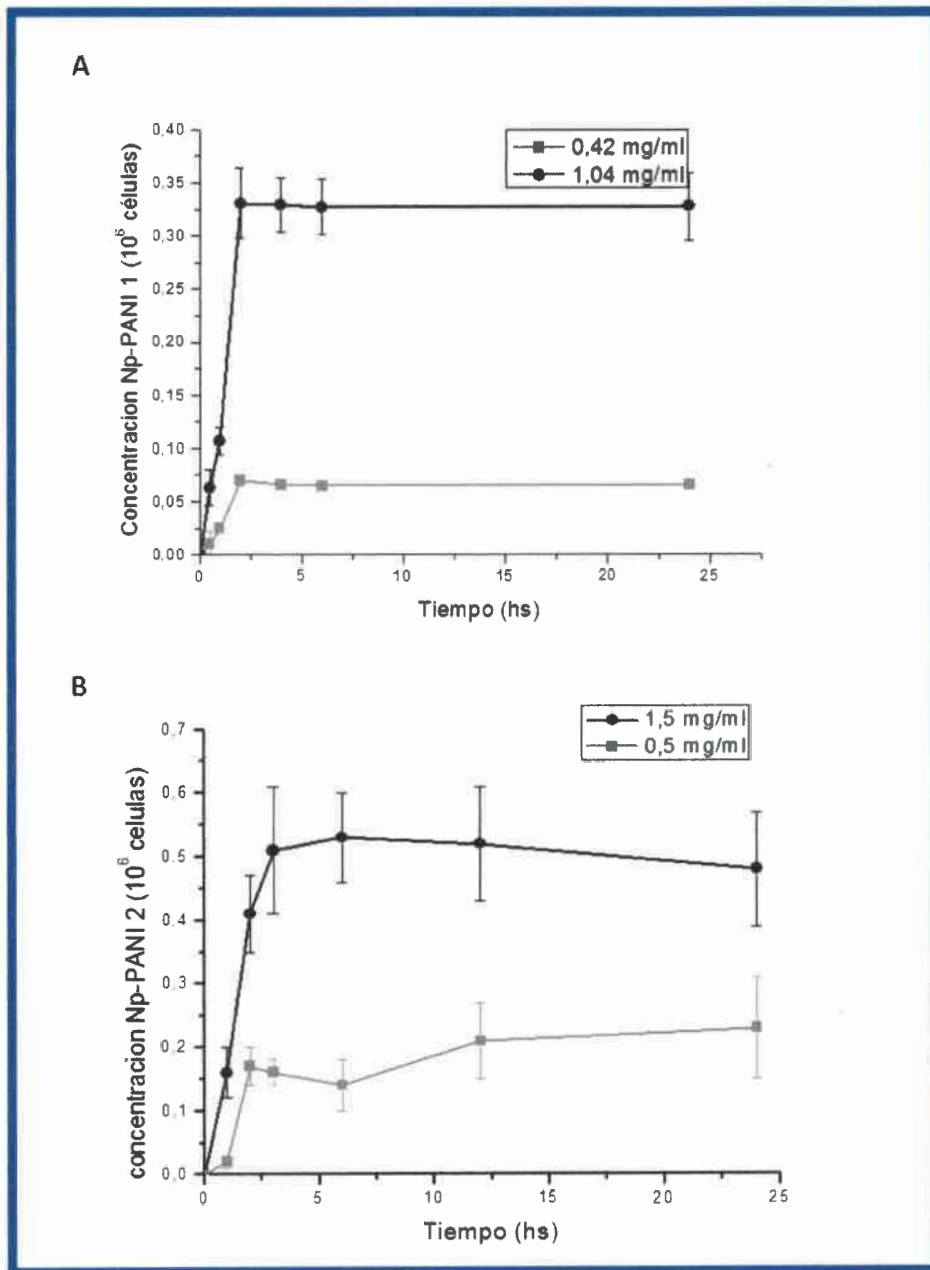 A
0,42 mg/ml
1,04 mg/ml
0,40
0,35
0,30
0,25
0,20
0,15
0,10
0,05
0,00
Concentracion Np-PANI 1 (10⁶ células)
0
5
10
15
20
25
Tiempo (hs)
B
1,5 mg/ml
0,5 mg/ml
0,7
0,6
0,5
0,4
0,3
0,2
0,1
0,0
concentracion Np-PANI 2 (10⁶ celulas)
0
5
10
15
20
25
Tiempo (hs)